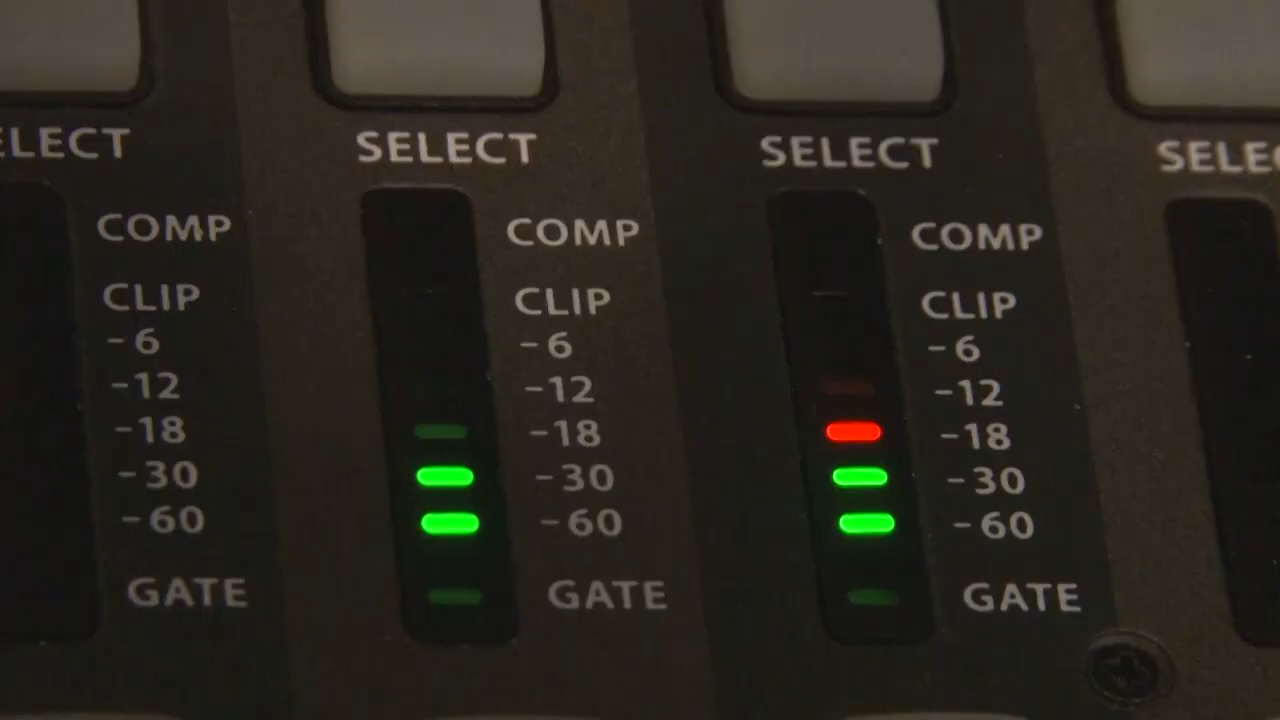 ELECT SELECT SELECT SELEC
COMP COMP COMP
CLIP CLIP CLIP
-6 -6 -6
-12 -12 -12
-18 -18 -18
-30 -30 -30
-60 -60 -60
GATE GATE GATE